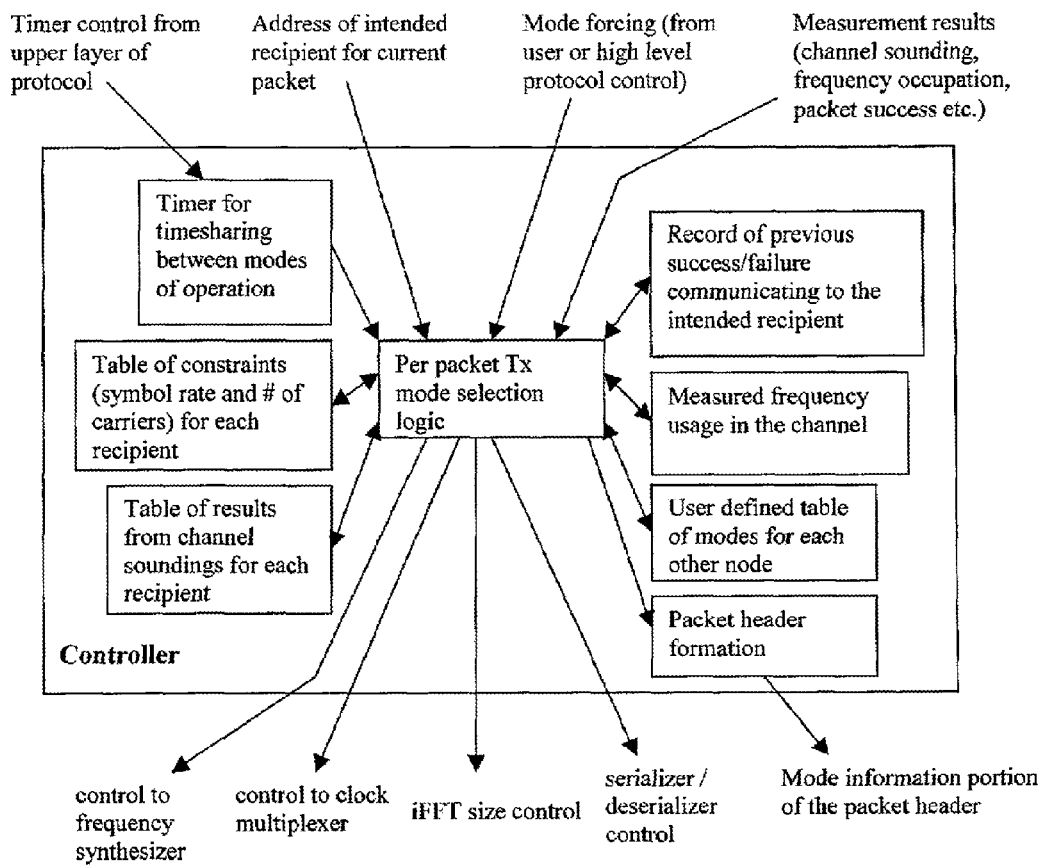 Timer control from
upper layer of
protocol
Address of intended
recipient for current
packet
Mode forcing (from
user or high level
protocol control)
Measurement results
(channel sounding,
frequency occupation,
packet success etc.)
Timer for
timesharing
between modes
of operation
Record of previous
success/failure
communicating to the
intended recipient
Table of constraints
(symbol rate and # of
carriers) for each
recipient
Per packet Tx
mode selection
logic
Measured frequency
usage in the channel
Table of results
from channel
soundings for each
recipient
User defined table
of modes for each
other node
Packet header
formation
Controller
control to
frequency
synthesizer
control to clock
multiplexer
iFFT size control
serializer /
deserializer
control
Mode information portion
of the packet header